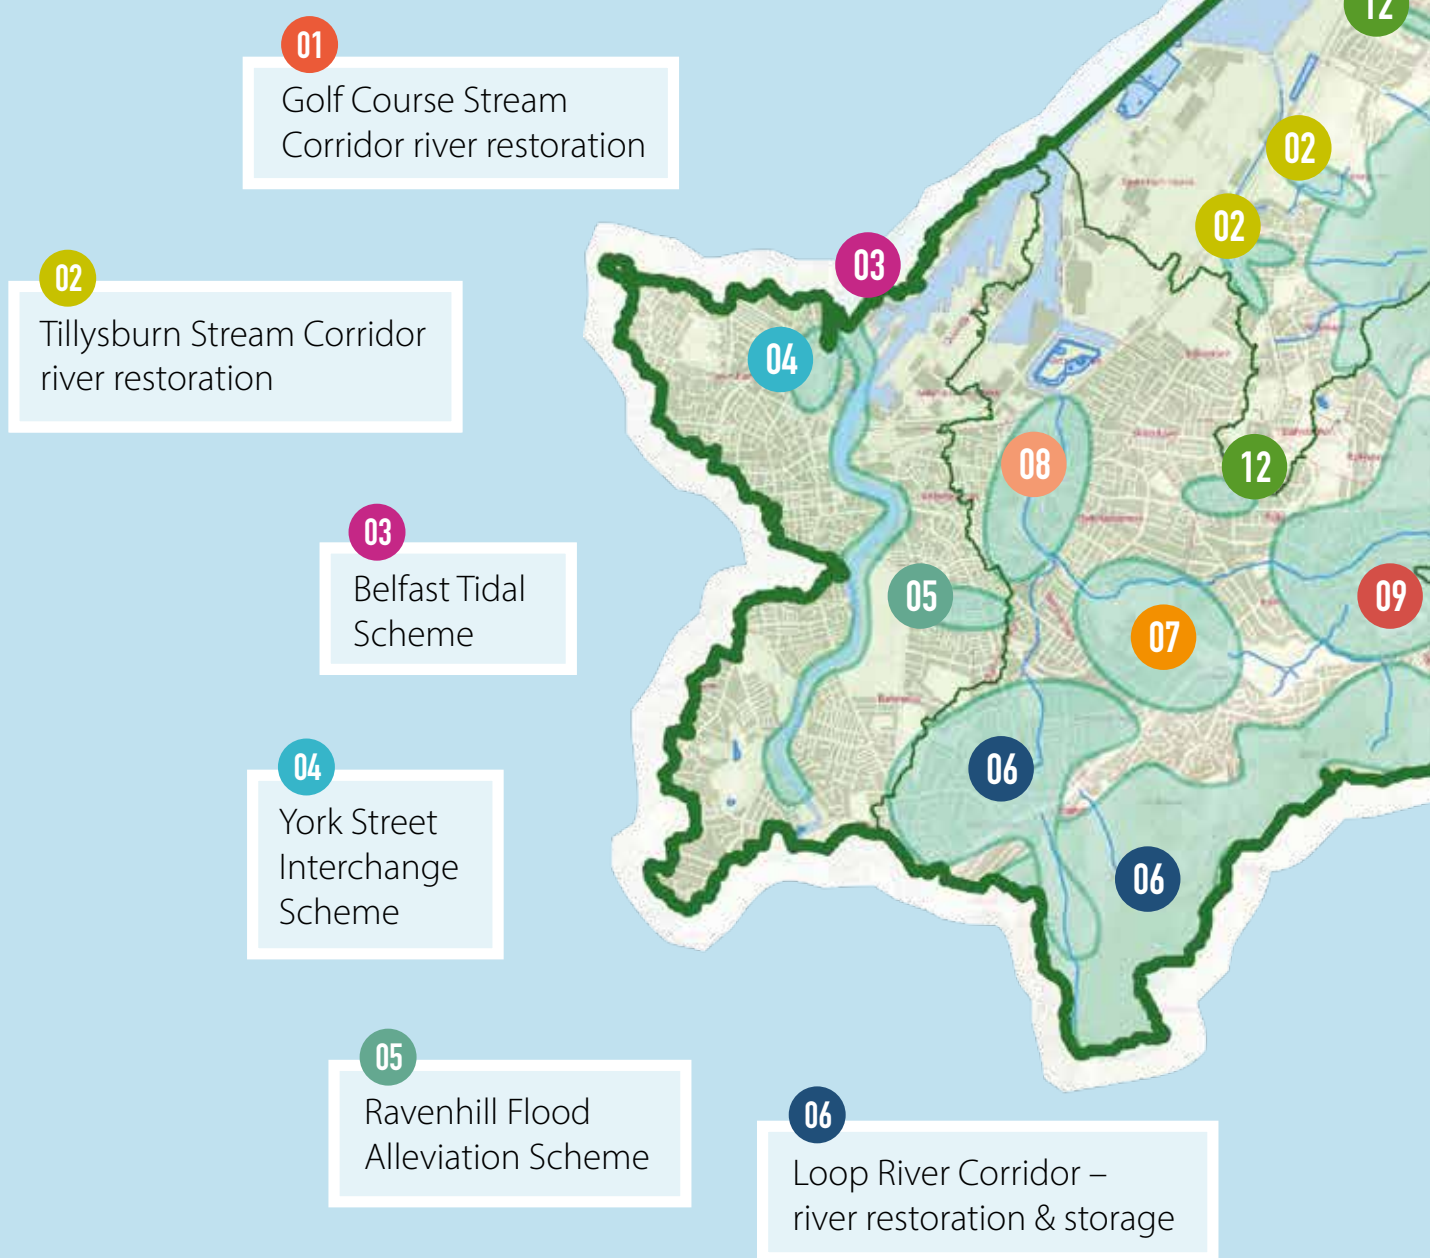 01
Golf Course Stream
Corridor river restoration
02
Tillysburn Stream Corridor
river restoration
03
Belfast Tidal
Scheme
04
York Street
Interchange
Scheme
05
Ravenhill Flood
Alleviation Scheme
06
Loop River Corridor –
river restoration & storage
12
02
02
03
04
08
12
05
09
07
06
06